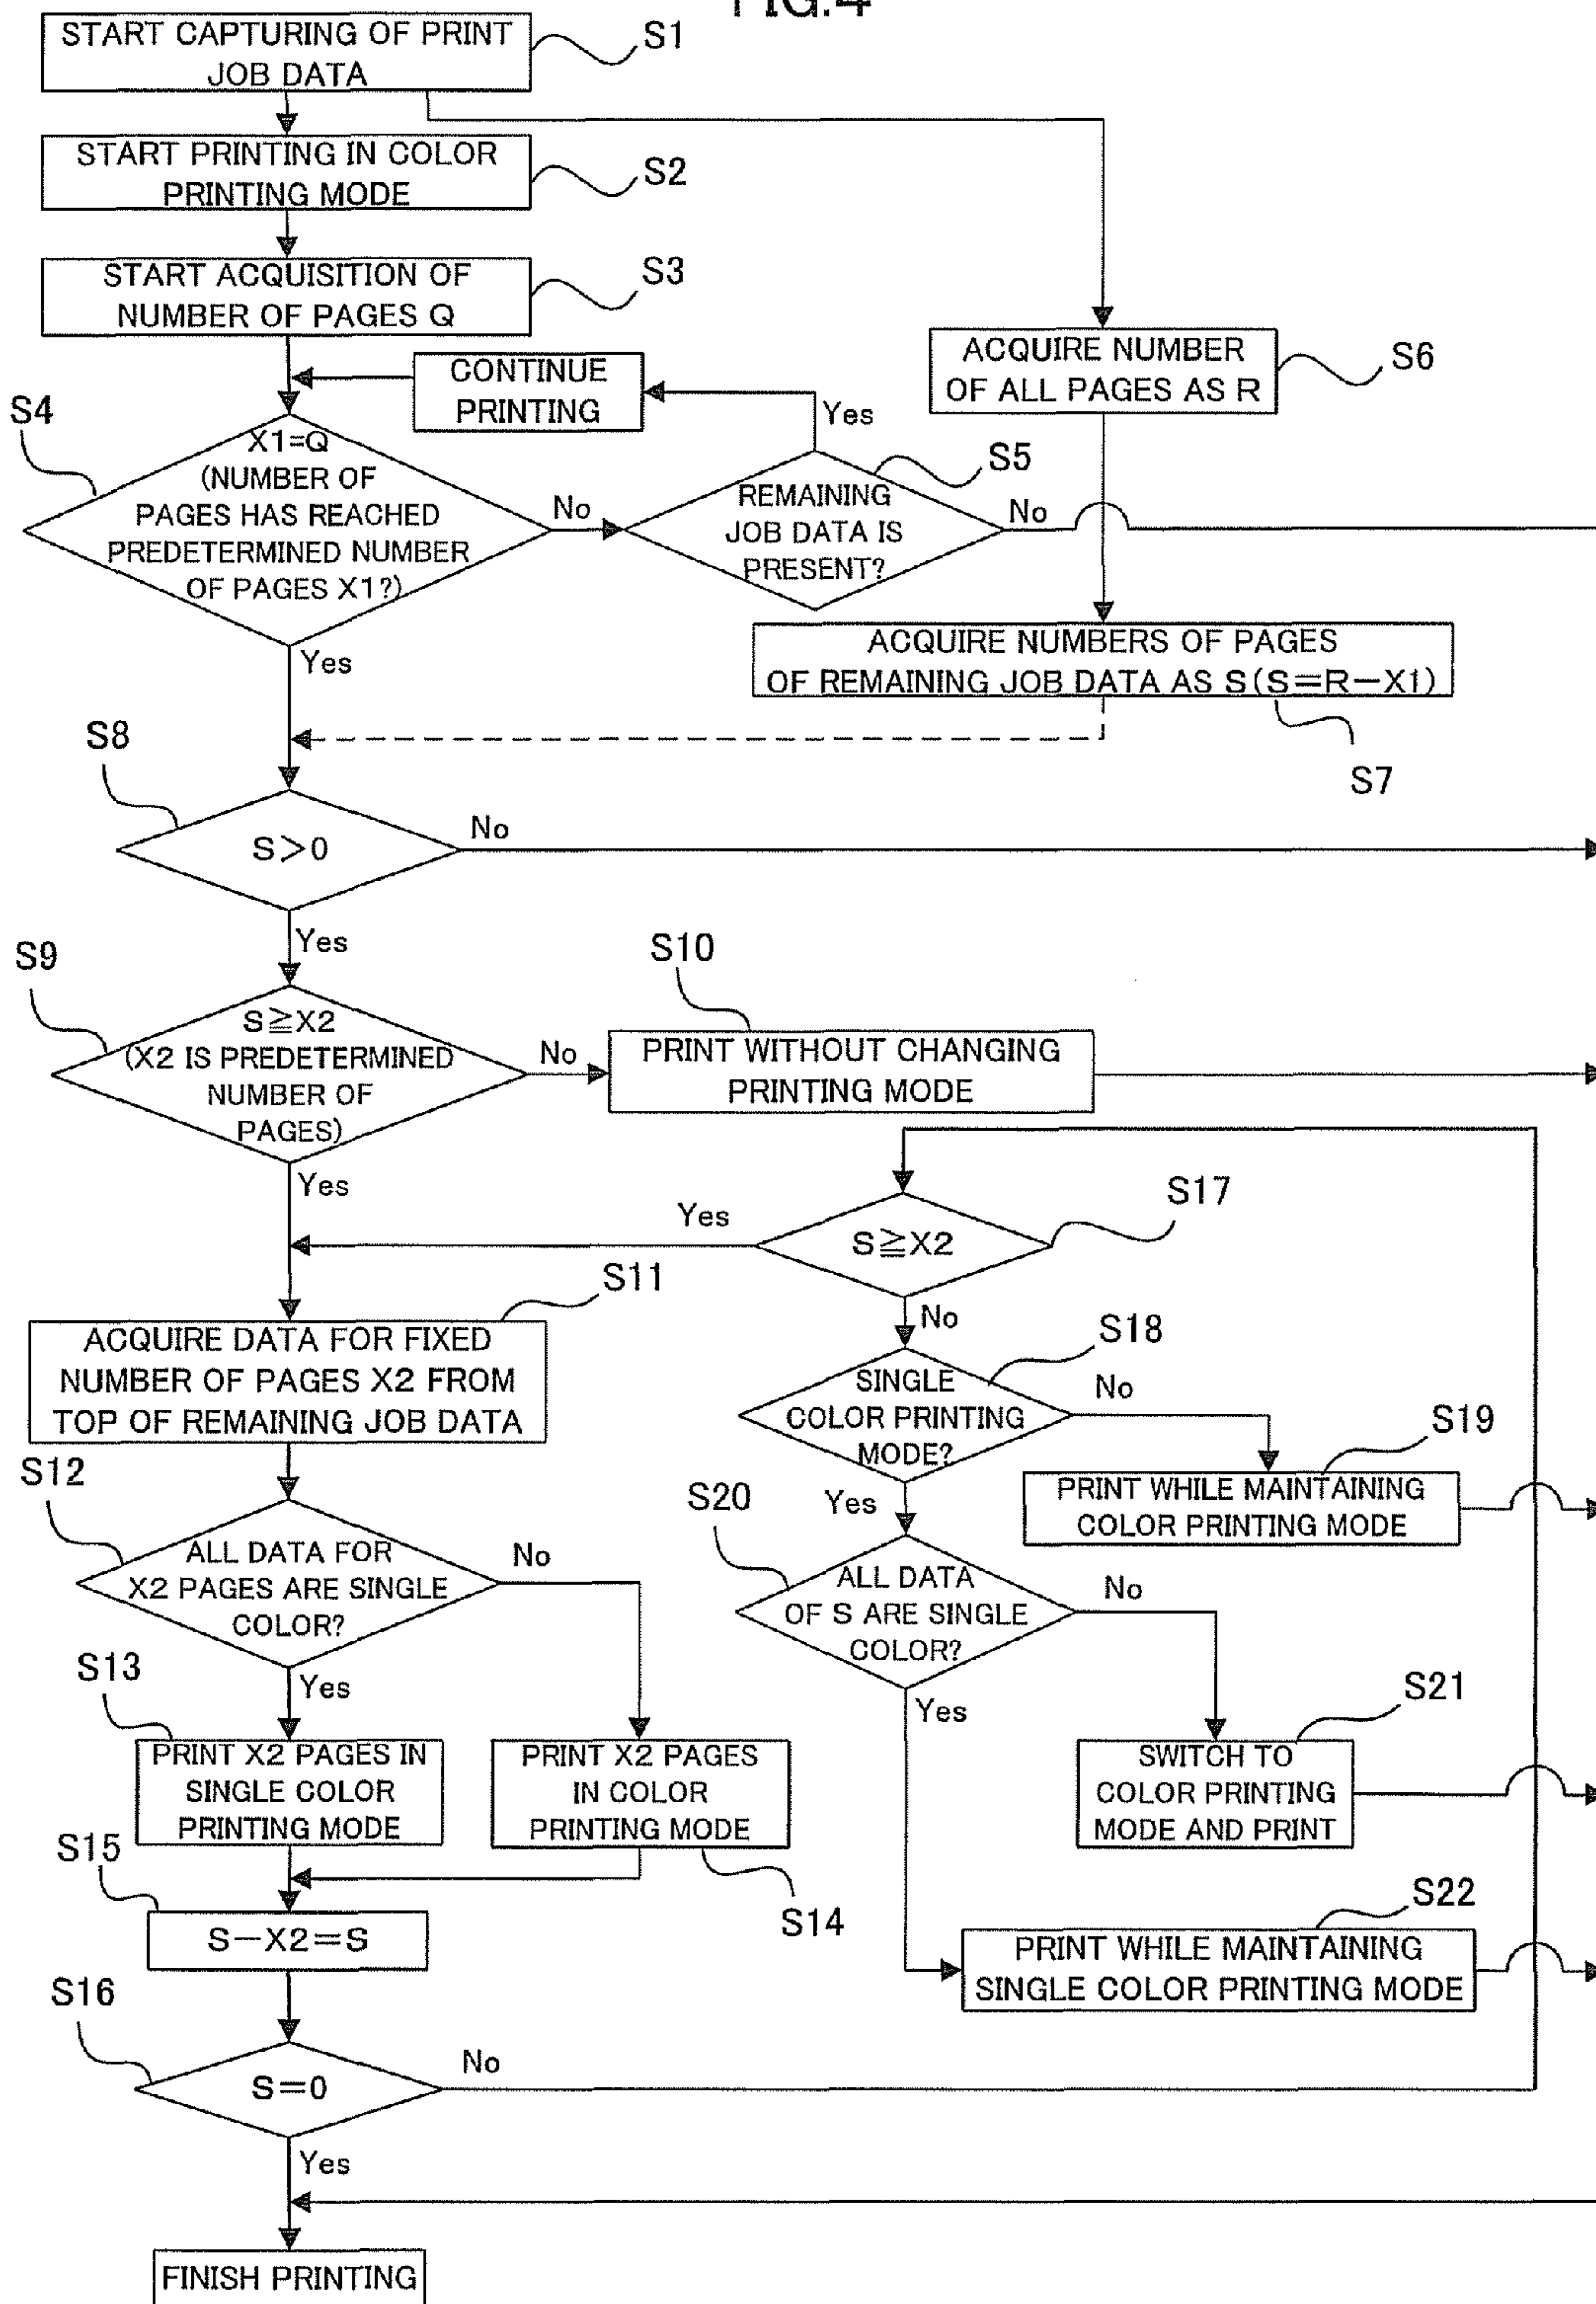 FIG.4
START CAPTURING OF PRINT
JOB DATA
S1
START PRINTING IN COLOR
PRINTING MODE
S2
START ACQUISITION OF
NUMBER OF PAGES Q
S3
CONTINUE
PRINTING
Yes
ACQUIRE NUMBER
OF ALL PAGES AS R
S6
S4
X1=Q
(NUMBER OF
PAGES HAS REACHED
PREDETERMINED NUMBER
OF PAGES X1?)
No
Yes
S5
REMAINING
JOB DATA IS
PRESENT?
No
ACQUIRE NUMBERS OF PAGES
OF REMAINING JOB DATA AS S(S=R−X1)
S7
S8
S>0
No
Yes
S9
S≧X2
(X2 IS PREDETERMINED
NUMBER OF
PAGES)
No
Yes
S10
PRINT WITHOUT CHANGING
PRINTING MODE
S17
S≧X2
Yes
No
S11
ACQUIRE DATA FOR FIXED
NUMBER OF PAGES X2 FROM
TOP OF REMAINING JOB DATA
S18
SINGLE
COLOR PRINTING
MODE?
No
Yes
S19
PRINT WHILE MAINTAINING
COLOR PRINTING MODE
S12
ALL DATA FOR
X2 PAGES ARE SINGLE
COLOR?
No
Yes
S20
ALL DATA
OF S ARE SINGLE
COLOR?
No
Yes
S13
PRINT X2 PAGES IN
SINGLE COLOR
PRINTING MODE
PRINT X2 PAGES
IN COLOR
PRINTING MODE
S14
S21
SWITCH TO
COLOR PRINTING
MODE AND PRINT
S15
S−X2=S
S22
PRINT WHILE MAINTAINING
SINGLE COLOR PRINTING MODE
S16
S=0
No
Yes
FINISH PRINTING